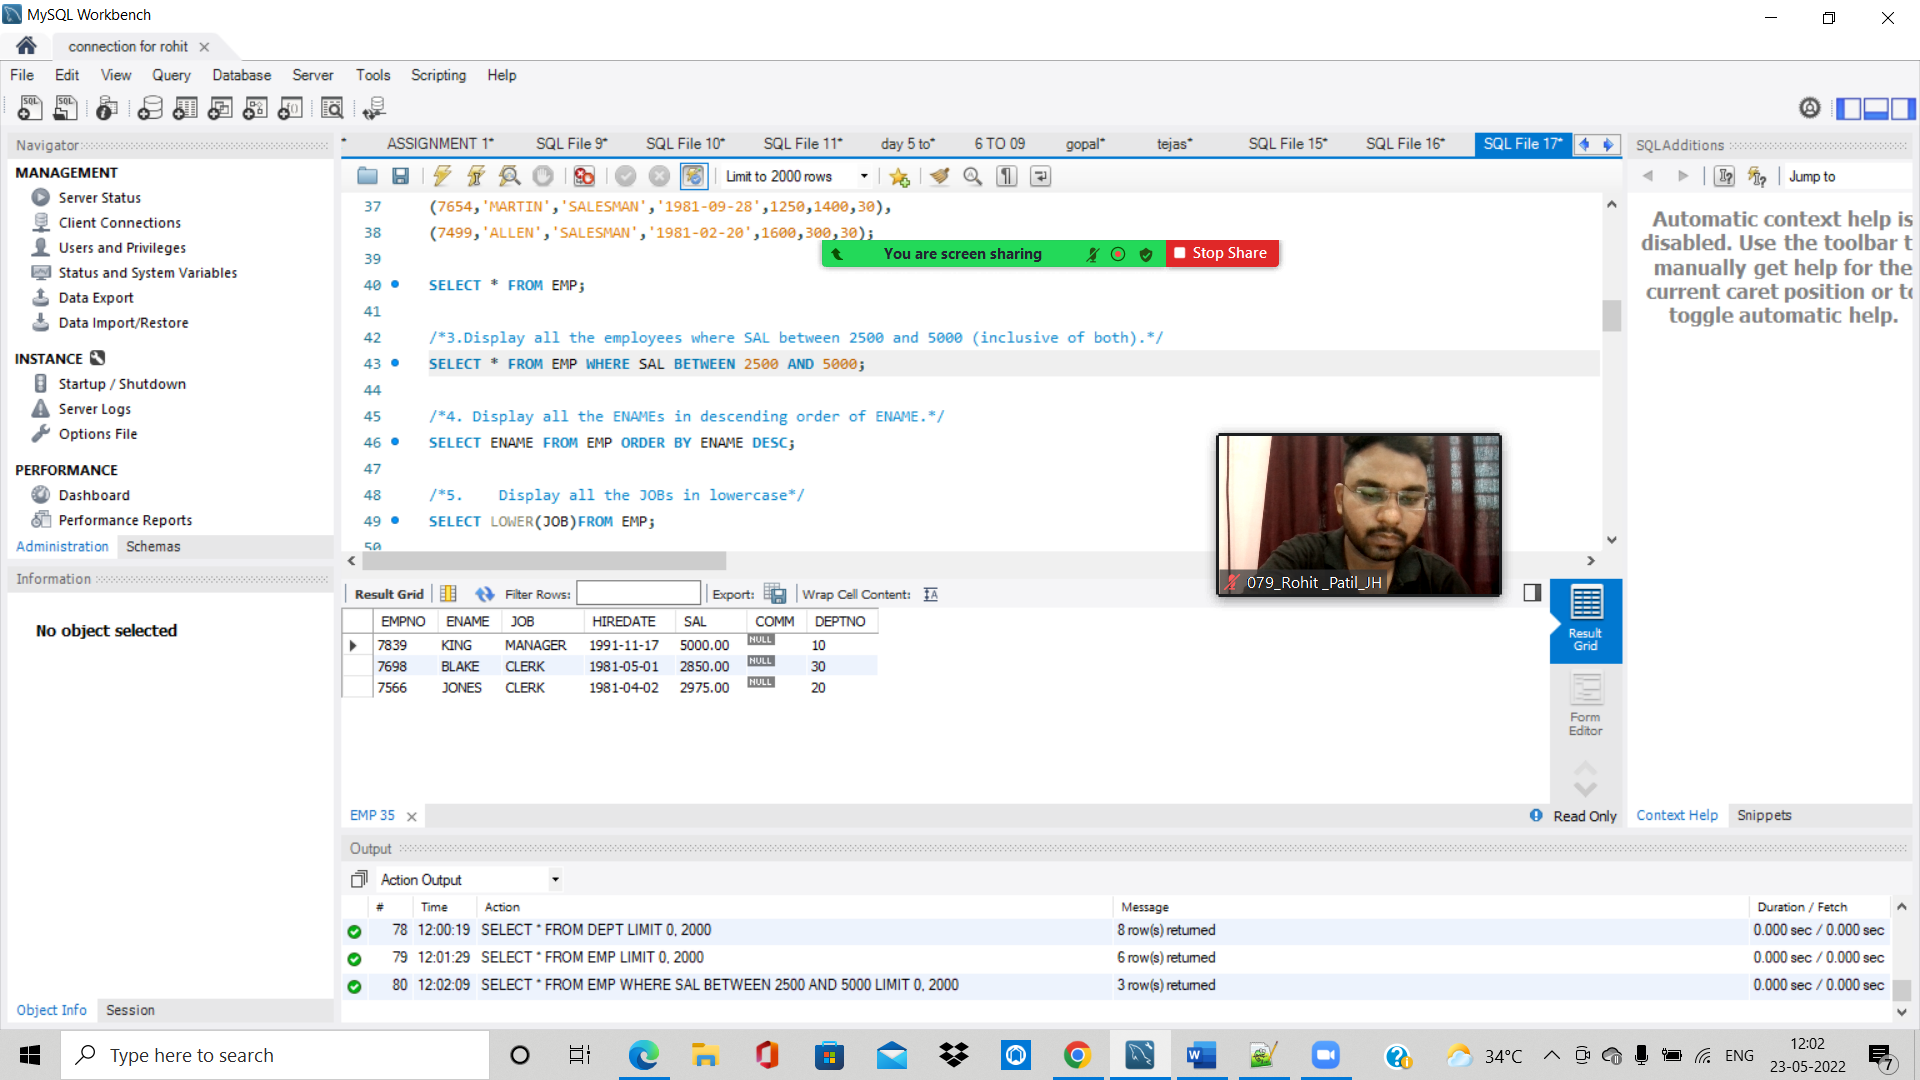 MySQL Workbench
connection for rohit
File Edit View Query Database Server Tools Scripting Help
Navigator
MANAGEMENT
Server Status
Client Connections
Users and Privileges
Status and System Variables
Data Export
Data Import/Restore
INSTANCE
Startup / Shutdown
Server Logs
Options File
PERFORMANCE
Dashboard
Performance Reports
Administration Schemas
Information
No object selected
Object Info Session
* ASSIGNMENT 1* SQL File 9* SQL File 10* SQL File 11* day 5 to* 6 TO 09 gopal* tejas* SQL File 15* SQL File 16* SQL File 17*
Limit to 2000 rows
37 (7654,'MARTIN','SALESMAN','1981-09-28',1250,1400,30),
38 (7499,'ALLEN','SALESMAN','1981-02-20',1600,300,30);
You are screen sharing Stop Share
39
40 SELECT * FROM EMP;
41
42 /*3.Display all the employees where SAL between 2500 and 5000 (inclusive of both).*/
43 SELECT * FROM EMP WHERE SAL BETWEEN 2500 AND 5000;
44
45 /*4. Display all the ENAMEs in descending order of ENAME.*/
46 SELECT ENAME FROM EMP ORDER BY ENAME DESC;
47
48 /*5. Display all the JOBs in lowercase*/
49 SELECT LOWER(JOB)FROM EMP;
50
079_Rohit _Patil_JH
Result Grid Filter Rows: Export: Wrap Cell Content:
EMPNO ENAME JOB HIREDATE SAL COMM DEPTNO
7839 KING MANAGER 1991-11-17 5000.00 NULL 10
7698 BLAKE CLERK 1981-05-01 2850.00 NULL 30
7566 JONES CLERK 1981-04-02 2975.00 NULL 20
Result
Grid
Form
Editor
EMP 35
Read Only
SQLAdditions
Jump to
Automatic context help is
disabled. Use the toolbar t
manually get help for the
current caret position or to
toggle automatic help.
Context Help Snippets
Output
Action Output
# Time Action Message Duration / Fetch
78 12:00:19 SELECT * FROM DEPT LIMIT 0, 2000 8 row(s) returned 0.000 sec / 0.000 sec
79 12:01:29 SELECT * FROM EMP LIMIT 0, 2000 6 row(s) returned 0.000 sec / 0.000 sec
80 12:02:09 SELECT * FROM EMP WHERE SAL BETWEEN 2500 AND 5000 LIMIT 0, 2000 3 row(s) returned 0.000 sec / 0.000 sec
Type here to search
34°C
ENG
12:02
23-05-2022
7